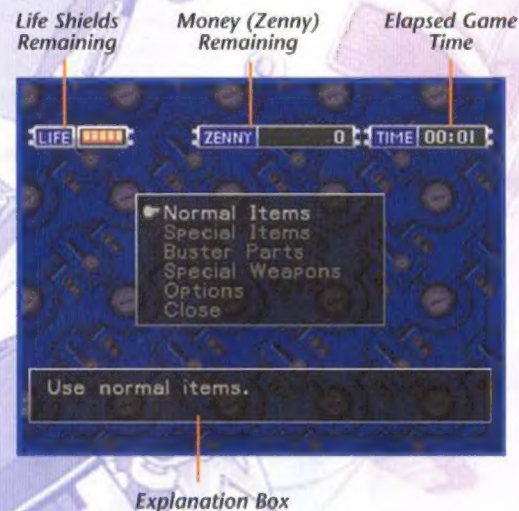 Life Shields
Remaining
Money (Zenny)
Remaining
Elapsed Game
Time
LIFE
ZENNY 0
TIME 00:01
Normal Items
Special Items
Buster Parts
Special Weapons
Options
Close
Use normal items.
Explanation Box